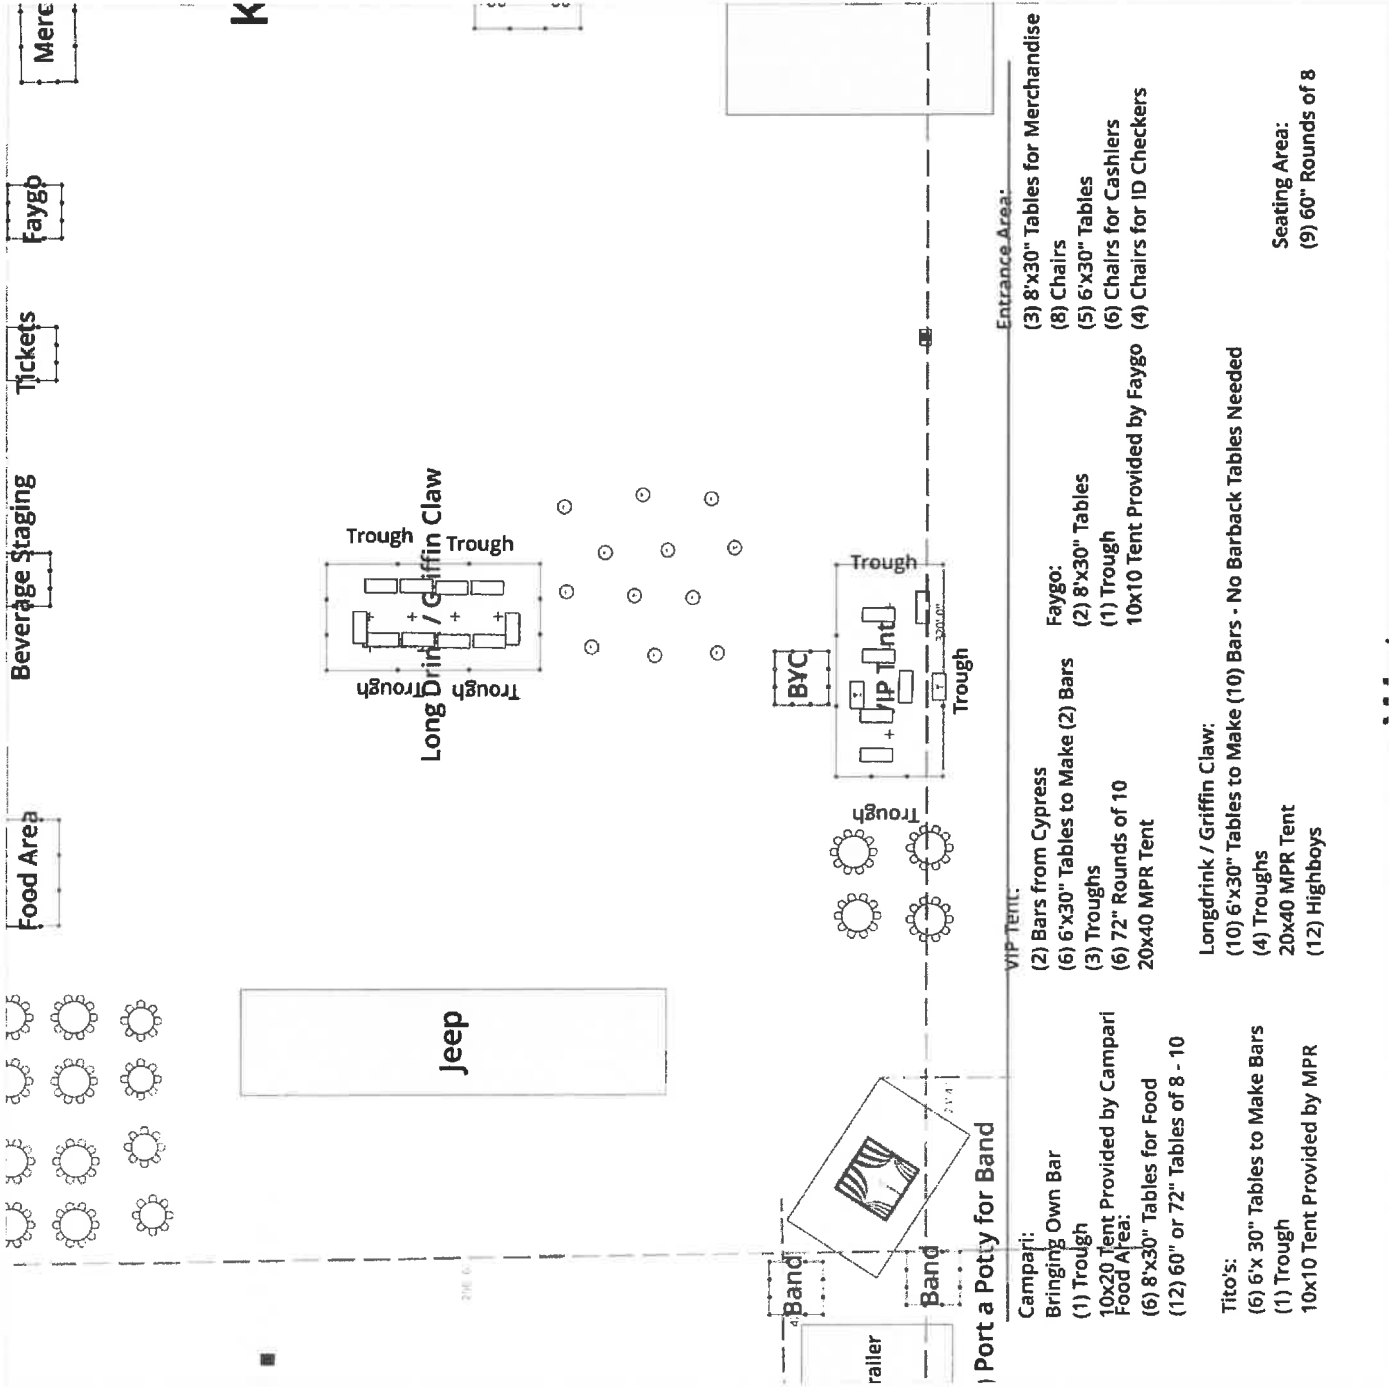 Merc
K
Faygo
Tickets
Beverage Staging
Food Area
Trough
Trough
Long Drink / Griffin Claw
Trough
Trough
Jeep
BYC
Trough
VIP Tent
320'-0"
Trough
Trough
Band
Band
railer
) Port a Potty for Band
Campari:
Bringing Own Bar
(1) Trough
10x20 Tent Provided by Campari
Food Area:
(6) 8'x30" Tables for Food
(12) 60" or 72" Tables of 8 - 10
Tito's:
(6) 6'x 30" Tables to Make Bars
(1) Trough
10x10 Tent Provided by MPR
VIP Tent:
(2) Bars from Cypress
(6) 6'x30" Tables to Make (2) Bars
(3) Troughs
(6) 72" Rounds of 10
20x40 MPR Tent
Longdrink / Griffin Claw:
(10) 6'x30" Tables to Make (10) Bars - No Barback Tables Needed
(4) Troughs
20x40 MPR Tent
(12) Highboys
Faygo:
(2) 8'x30" Tables
(1) Trough
10x10 Tent Provided by Faygo
Entrance Area:
(3) 8'x30" Tables for Merchandise
(8) Chairs
(5) 6'x30" Tables
(6) Chairs for Cashiers
(4) Chairs for ID Checkers
Seating Area:
(9) 60" Rounds of 8